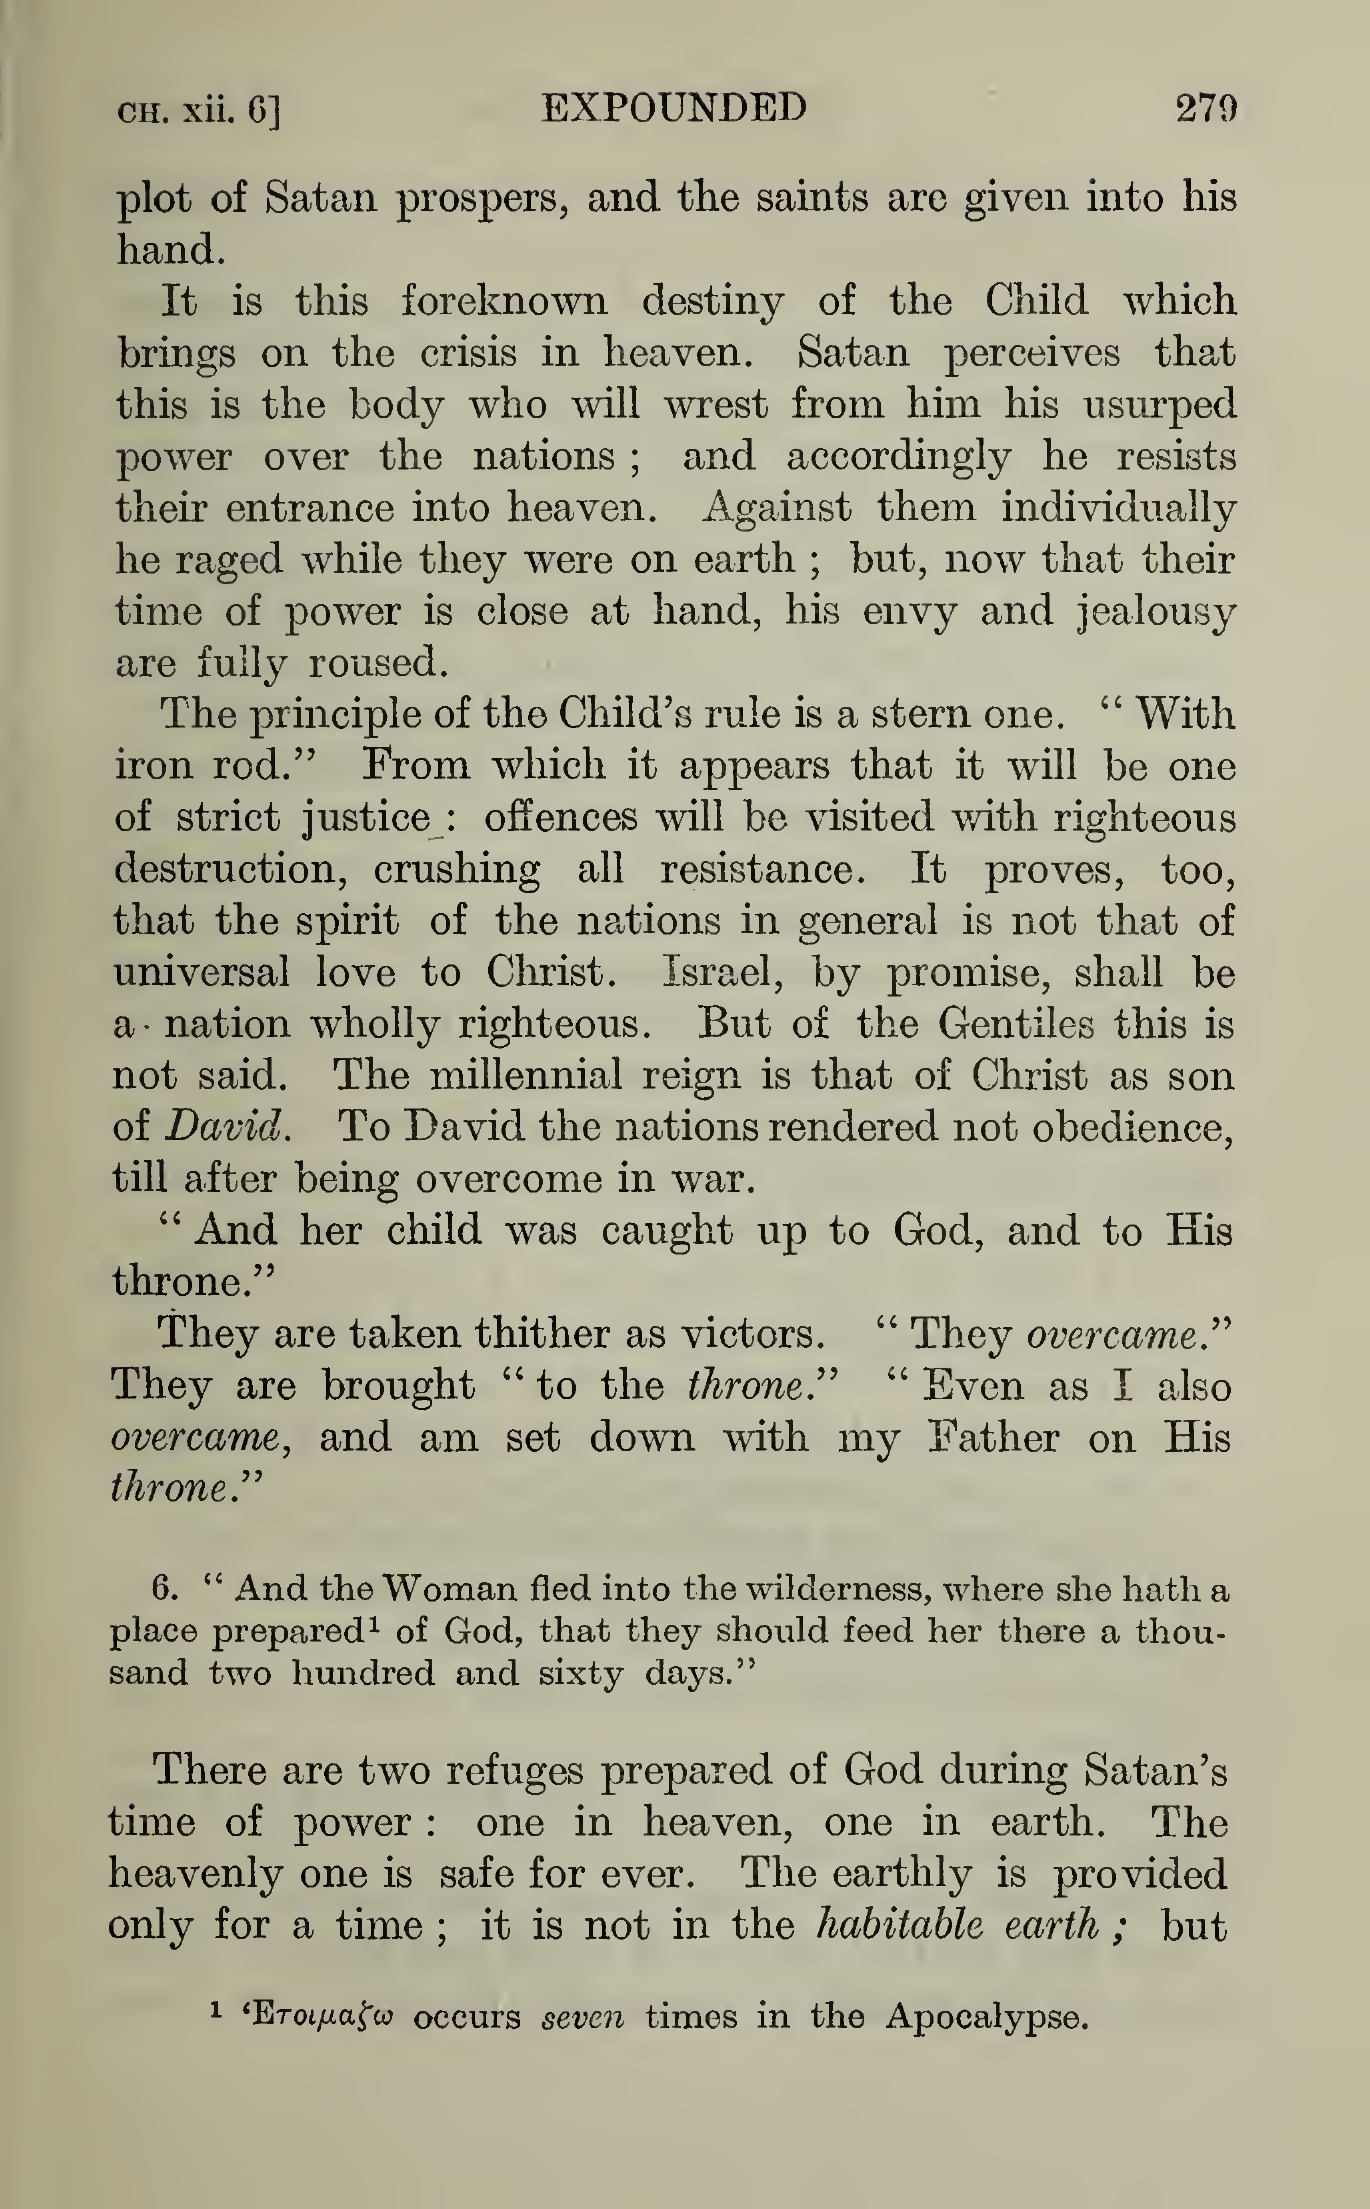 CH. xii. 6] EXPOUNDED 279
plot of Satan prospers, and the saints are given into his
hand.
It is this foreknown destiny of the Child which
brings on the crisis in heaven. Satan perceives that
this is the body who will wrest from him his usurped
power over the nations ; and accordingly he resists
their entrance into heaven. Against them individually
he raged while they were on earth ; but, now that their
time of power is close at hand, his envy and jealousy
are fully roused.
The principle of the Child’s rule is a stern one. “ With
iron rod.” From which it appears that it will be one
of strict justice : offences will be visited with righteous
destruction, crushing all resistance. It proves, too,
that the spirit of the nations in general is not that of
universal love to Christ. Israel, by promise, shall be
a nation wholly righteous. But of the Gentiles this is
not said. The millennial reign is that of Christ as son
of David. To David the nations rendered not obedience,
till after being overcome in war.
“ And her child was caught up to God, and to His
throne.”
They are taken thither as victors. “ They overcame.”
They are brought “ to the throne.” “ Even as I also
overcame, and am set down with my Father on His
throne.”
6. “ And the Woman fled into the wilderness, where she hath a
place prepared¹ of God, that they should feed her there a thou-
sand two hundred and sixty days.”
There are two refuges prepared of God during Satan’s
time of power : one in heaven, one in earth. The
heavenly one is safe for ever. The earthly is provided
only for a time ; it is not in the habitable earth ; but
¹ ‘Ετοιμαζω occurs seven times in the Apocalypse.